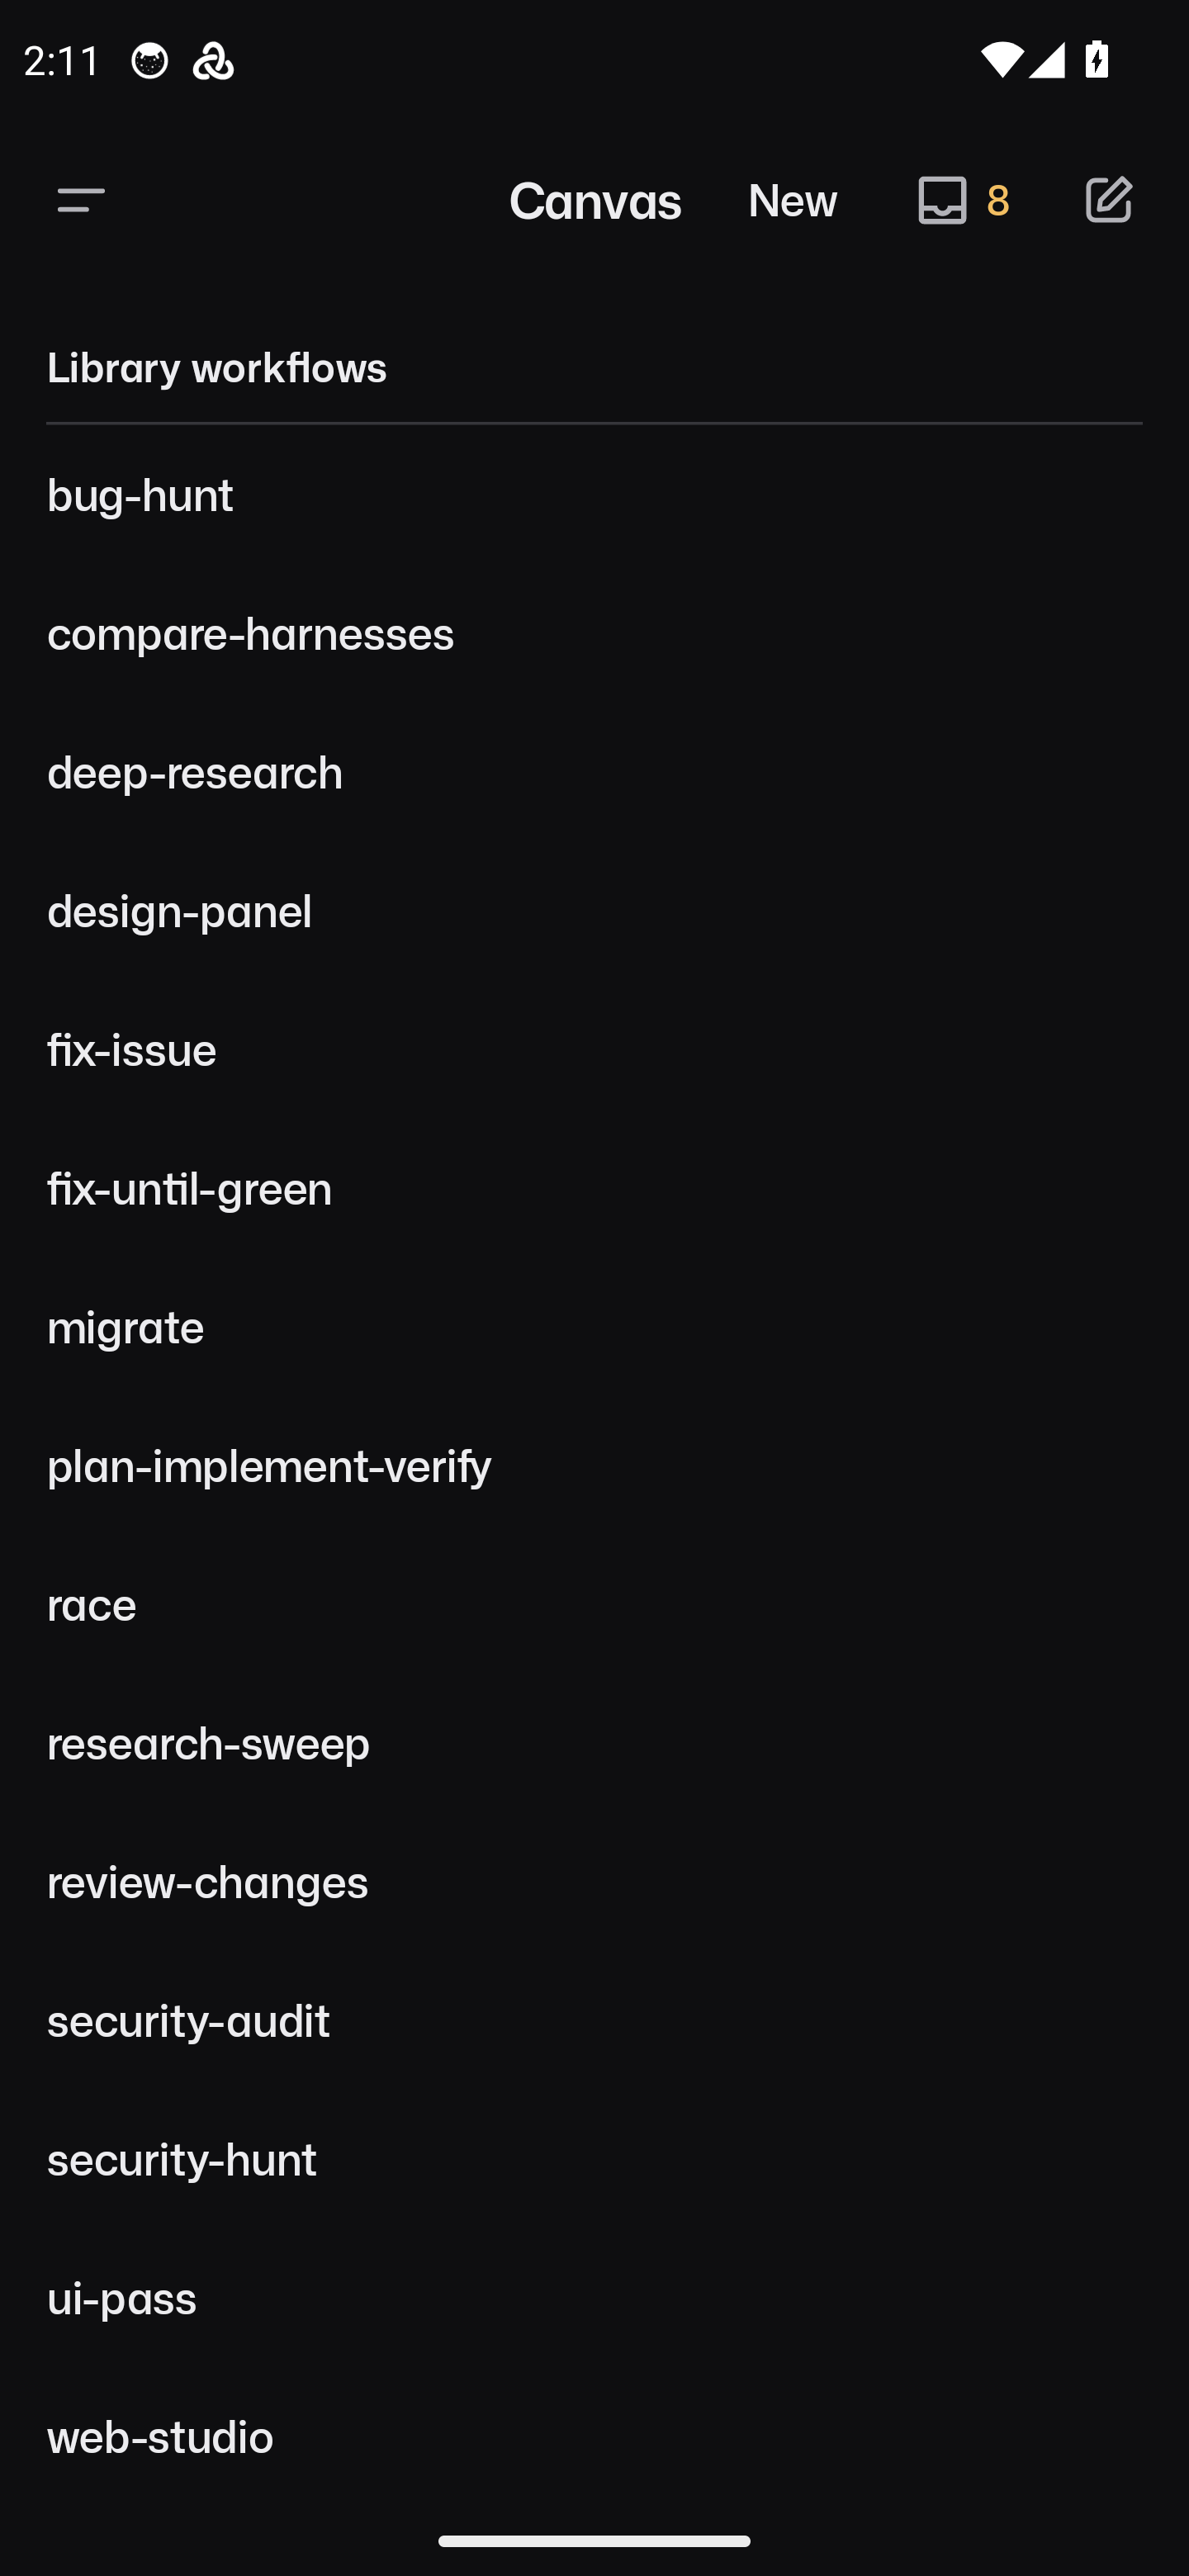 2:11
Canvas New 8
Library workflows
bug-hunt
compare-harnesses
deep-research
design-panel
fix-issue
fix-until-green
migrate
plan-implement-verify
race
research-sweep
review-changes
security-audit
security-hunt
ui-pass
web-studio